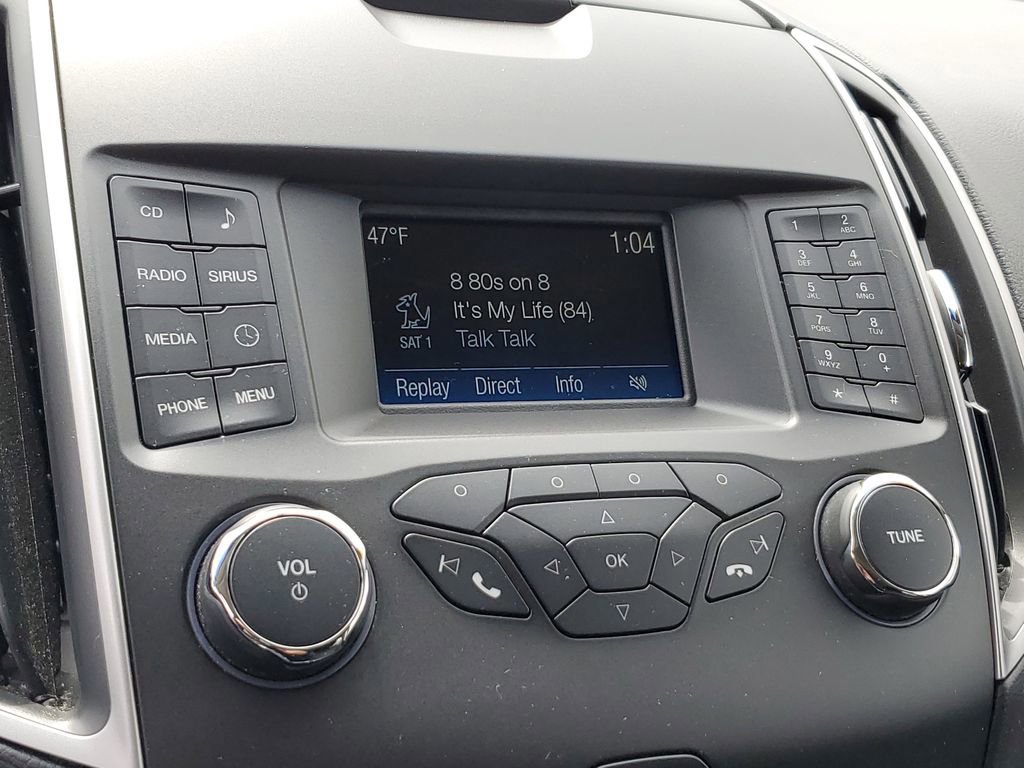 47°F
1:04
8 80s on 8
It's My Life (84)
SAT 1
Talk Talk
Replay Direct Info
CD
RADIO SIRIUS
MEDIA
PHONE MENU
1 2 ABC
3 DEF 4 GHI
5 JKL 6 MNO
7 PQRS 8 TUV
9 WXYZ 0 +
* #
VOL
OK
TUNE